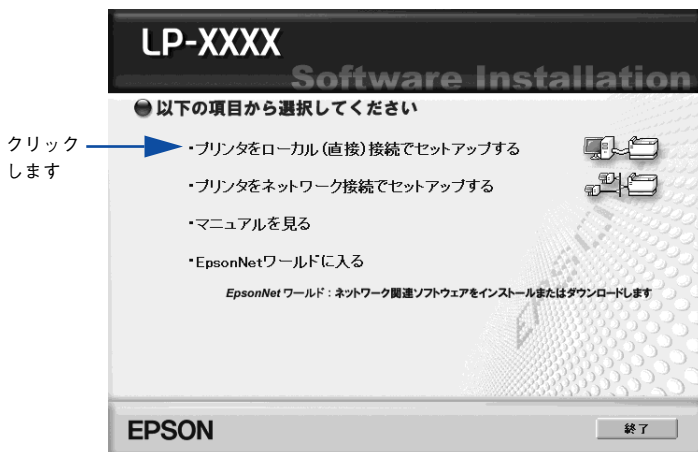 LP-XXXX
Software Installation
以下の項目から選択してください
クリック
します
・プリンタをローカル(直接)接続でセットアップする
・プリンタをネットワーク接続でセットアップする
・マニュアルを見る
・EpsonNetワールドに入る
EpsonNet ワールド：ネットワーク関連ソフトウェアをインストールまたはダウンロードします
EPSON
EPSON
終了